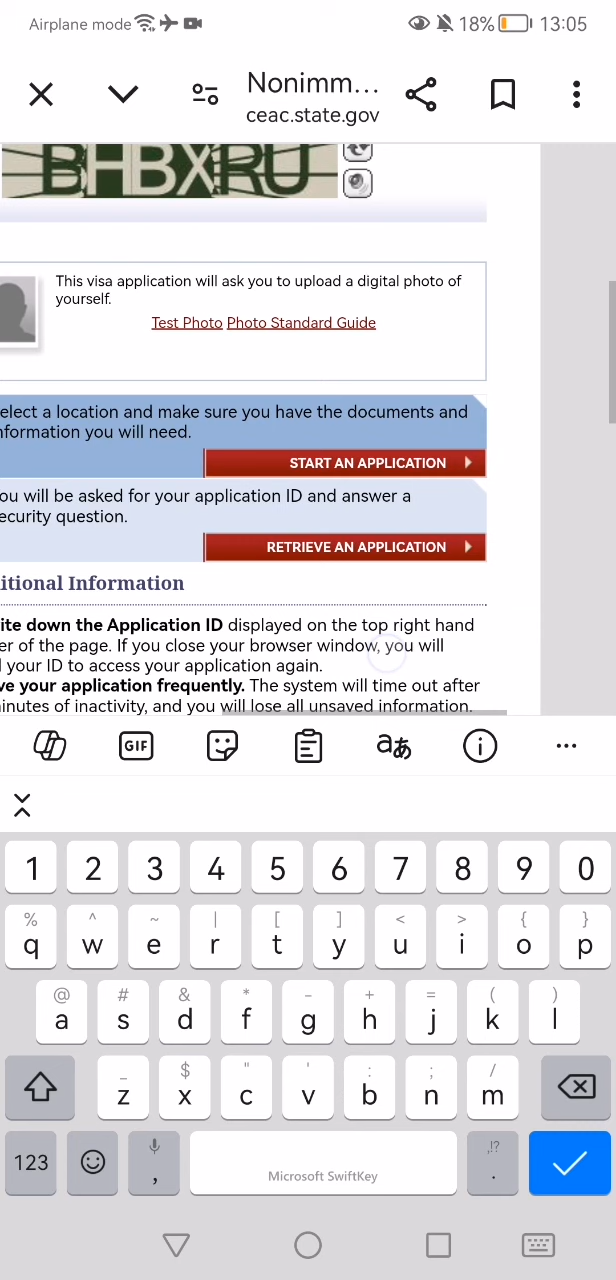 Airplane mode 18% 13:05
Nonimm...
ceac.state.gov
BHBXRU
This visa application will ask you to upload a digital photo of
yourself.
Test Photo Photo Standard Guide
elect a location and make sure you have the documents and
nformation you will need.
START AN APPLICATION
ou will be asked for your application ID and answer a
ecurity question.
RETRIEVE AN APPLICATION
itional Information
ite down the Application ID displayed on the top right hand
er of the page. If you close your browser window, you will
l your ID to access your application again.
ve your application frequently. The system will time out after
inutes of inactivity, and you will lose all unsaved information.
GIF aあ
1 2 3 4 5 6 7 8 9 0
% ^ ~ | [ ] < > { }
q w e r t y u i o p
@ # & * - + = ( )
a s d f g h j k l
_ $ " ' : ; /
z x c v b n m
123 , Microsoft SwiftKey ,!? .